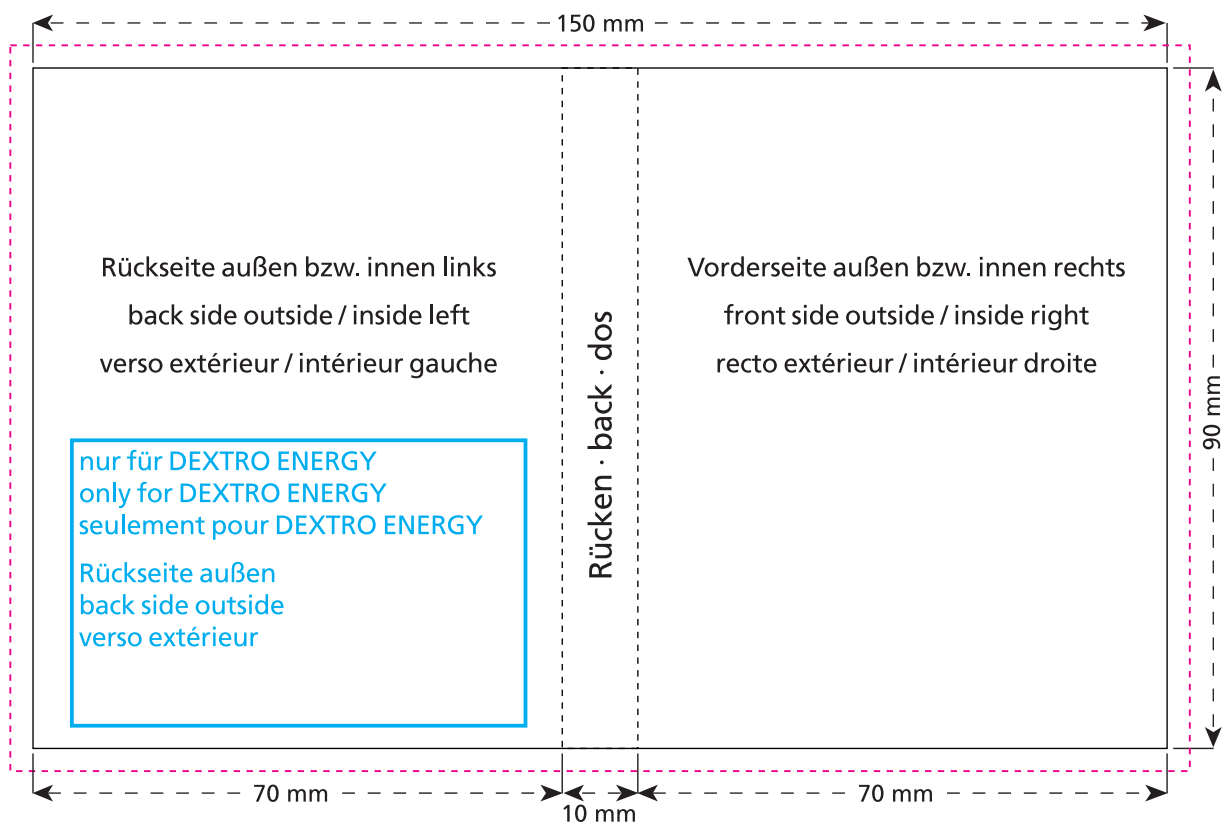 150 mm
Rückseite außen bzw. innen links
back side outside / inside left
verso extérieur / intérieur gauche
nur für DEXTRO ENERGY
only for DEXTRO ENERGY
seulement pour DEXTRO ENERGY
Rückseite außen
back side outside
verso extérieur
Rücken · back · dos
Vorderseite außen bzw. innen rechts
front side outside / inside right
recto extérieur / intérieur droite
90 mm
70 mm
10 mm
70 mm